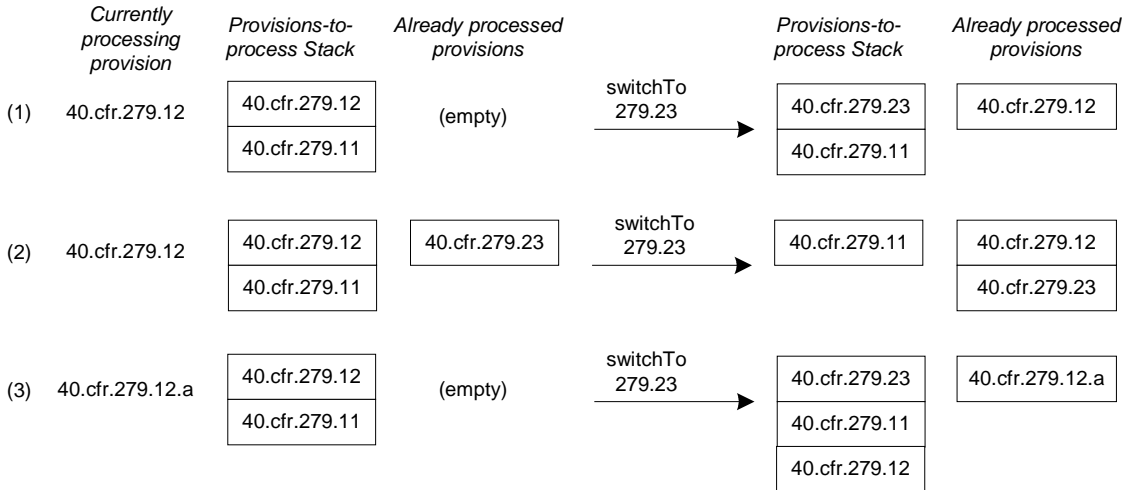 Currently processing provision
Provisions-to-process Stack
Already processed provisions
Provisions-to-process Stack
Already processed provisions
(1)
40.cfr.279.12
40.cfr.279.12
40.cfr.279.11
(empty)
switchTo
279.23
40.cfr.279.23
40.cfr.279.11
40.cfr.279.12
(2)
40.cfr.279.12
40.cfr.279.12
40.cfr.279.11
40.cfr.279.23
switchTo
279.23
40.cfr.279.11
40.cfr.279.12
40.cfr.279.23
(3)
40.cfr.279.12.a
40.cfr.279.12
40.cfr.279.11
(empty)
switchTo
279.23
40.cfr.279.23
40.cfr.279.11
40.cfr.279.12
40.cfr.279.12.a